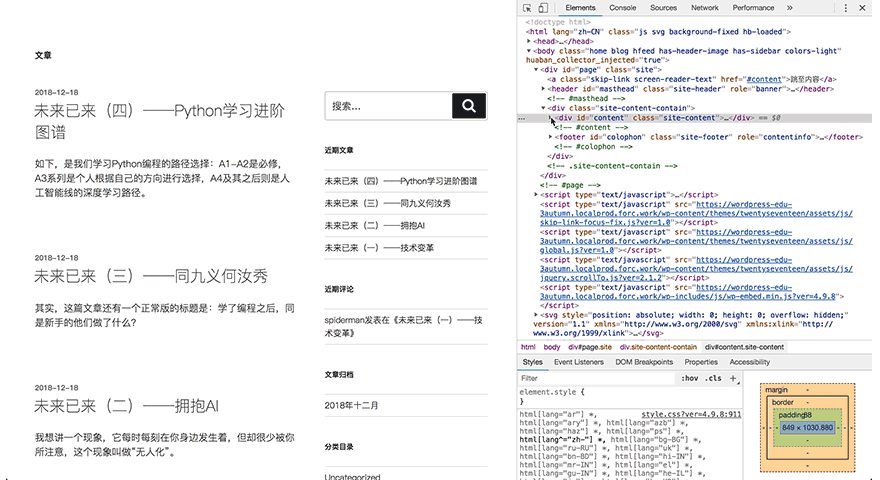 文章
2018-12-18
未来已来（四）——Python学习进阶
图谱
如下，是我们学习Python编程的路径选择：A1-A2是必修，
A3系列是个人根据自己的方向进行选择，A4及其之后则是人
工智能线的深度学习路径。
2018-12-18
未来已来（三）——同九义何汝秀
其实，这篇文章还有一个正常版的标题是：学了编程之后，同
是新手的他们做了什么？
2018-12-18
未来已来（二）——拥抱AI
我想讲一个现象，它每时每刻在你身边发生着，但却很少被你
所注意，这个现象叫做“无人化”。
搜索...
近期文章
未来已来（四）——Python学习进阶图谱
未来已来（三）——同九义何汝秀
未来已来（二）——拥抱AI
未来已来（一）——技术变革
近期评论
spiderman发表在《未来已来（一）——技
术变革》
文章归档
2018年十二月
分类目录
Uncategorized
Elements Console Sources Network Performance »
<!doctype html>
<html lang="zh-CN" class="js svg background-fixed hb-loaded">
<head>…</head>
<body class="home blog hfeed has-header-image has-sidebar colors-light"
huaban_collector_injected="true">
<div id="page" class="site">
<a class="skip-link screen-reader-text" href="#content">跳至内容</a>
<header id="masthead" class="site-header" role="banner">…</header>
<!-- #masthead -->
<div class="site-content-contain">
… <div id="content" class="site-content">…</div> == $0
<!-- #content -->
<footer id="colophon" class="site-footer" role="contentinfo">…</footer>
<!-- #colophon -->
</div>
<!-- .site-content-contain -->
</div>
<!-- #page -->
<script type="text/javascript">…</script>
<script type="text/javascript" src="https://wordpress-edu-
3autumn.localprod.forc.work/wp-content/themes/twentyseventeen/assets/js/
skip-link-focus-fix.js?ver=1.0"></script>
<script type="text/javascript" src="https://wordpress-edu-
3autumn.localprod.forc.work/wp-content/themes/twentyseventeen/assets/js/
global.js?ver=1.0"></script>
<script type="text/javascript" src="https://wordpress-edu-
3autumn.localprod.forc.work/wp-content/themes/twentyseventeen/assets/js/
jquery.scrollTo.js?ver=2.1.2"></script>
<script type="text/javascript" src="https://wordpress-edu-
3autumn.localprod.forc.work/wp-includes/js/wp-embed.min.js?ver=4.9.8">
</script>
<svg style="position: absolute; width: 0; height: 0; overflow: hidden;"
version="1.1" xmlns="http://www.w3.org/2000/svg" xmlns:xlink="http://
www.w3.org/1999/xlink">…</svg>
html body div#page.site div.site-content-contain div#content.site-content
Styles Event Listeners DOM Breakpoints Properties Accessibility
Filter :hov .cls +
element.style {
}
html[lang="ar"] *, style.css?ver=4.9.8:911
html[lang="ary"] *, html[lang="azb"] *,
html[lang="haz"] *, html[lang="ps"] *,
html[lang^="zh-"] *, html[lang="bg-BG"] *,
html[lang="ru-RU"] *, html[lang="uk"] *,
html[lang="bn-BD"] *, html[lang="hi-IN"] *,
html[lang="mr-IN"] *, html[lang="el"] *,
html[lang="gu-IN"] *, html[lang="he-IL"] *,
margin -
border -
padding88
849 × 1030.880